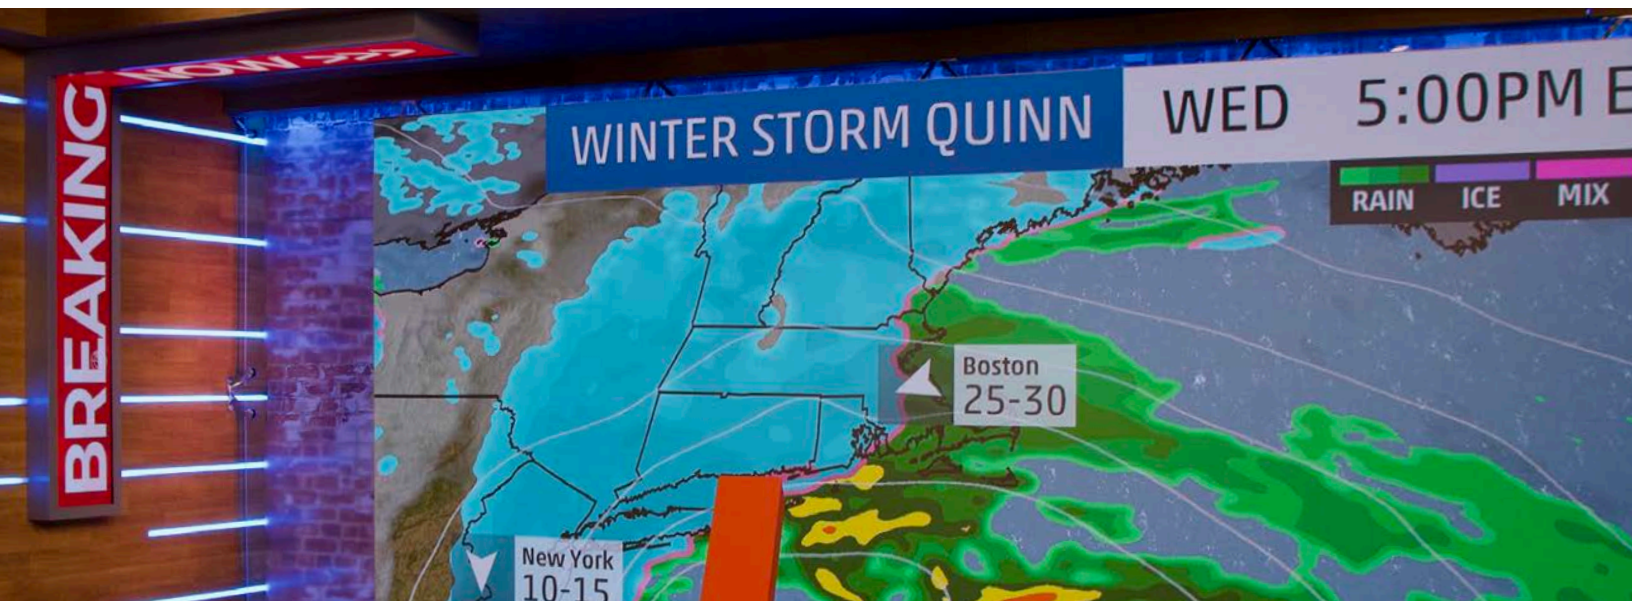 NOW >>>
BREAKING
WINTER STORM QUINN
WED 5:00PM E
RAIN ICE MIX
Boston
25-30
New York
10-15